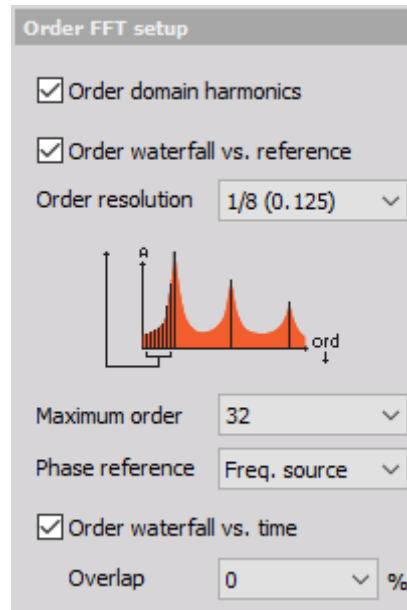 Order FFT setup
Order domain harmonics
Order waterfall vs. reference
Order resolution 1/8 (0.125)
A
ord
Maximum order 32
Phase reference Freq. source
Order waterfall vs. time
Overlap 0 %